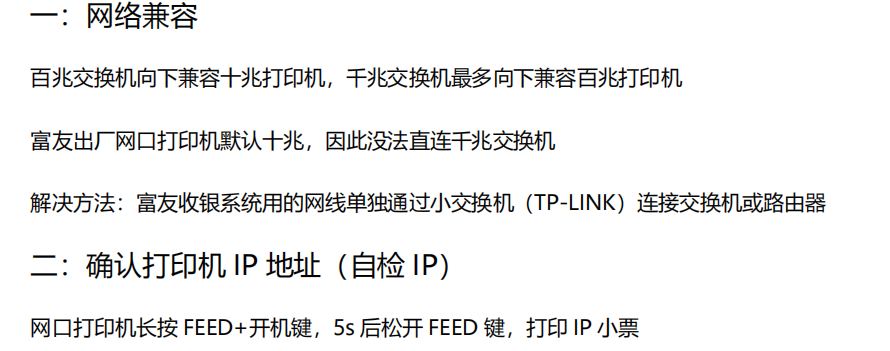 一：网络兼容
百兆交换机向下兼容十兆打印机，千兆交换机最多向下兼容百兆打印机
富友出厂网口打印机默认十兆，因此没法直连千兆交换机
解决方法：富友收银系统用的网线单独通过小交换机（TP-LINK）连接交换机或路由器
二：确认打印机 IP 地址（自检 IP）
网口打印机长按 FEED+开机键，5s 后松开 FEED 键，打印 IP 小票